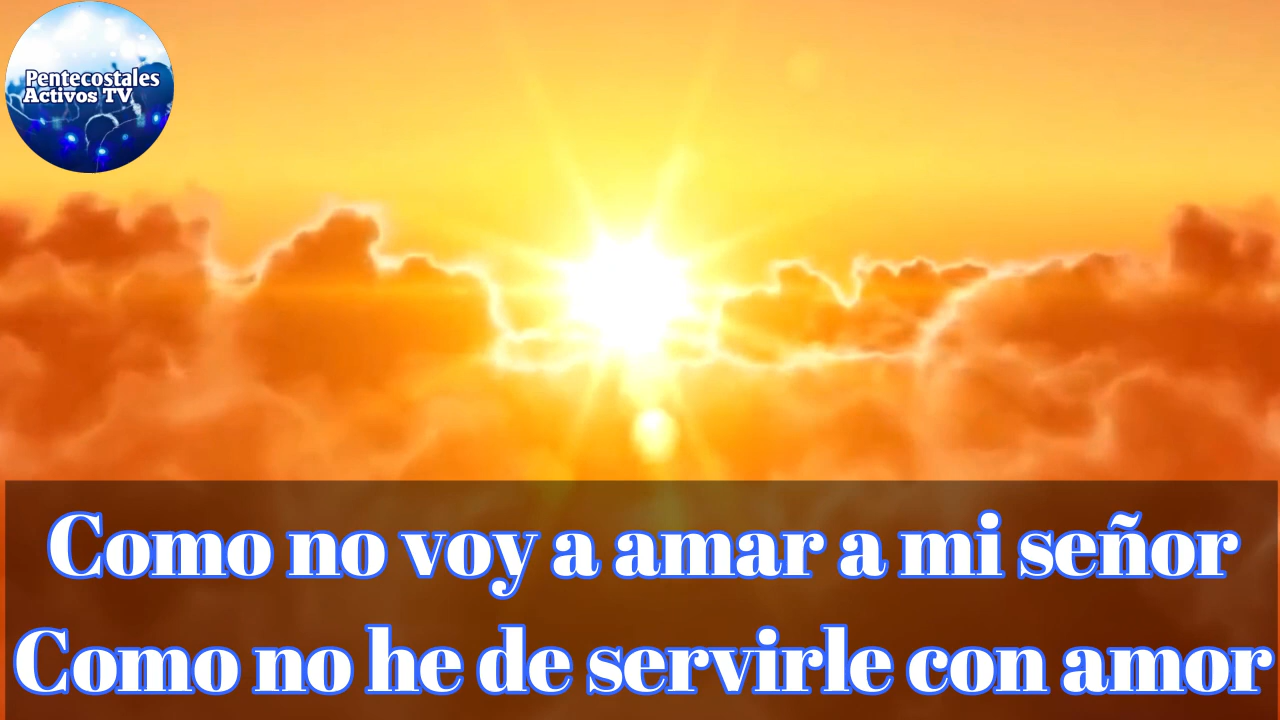 Pentecostales
Activos TV
Como no voy a amar a mi señor
Como no he de servirle con amor